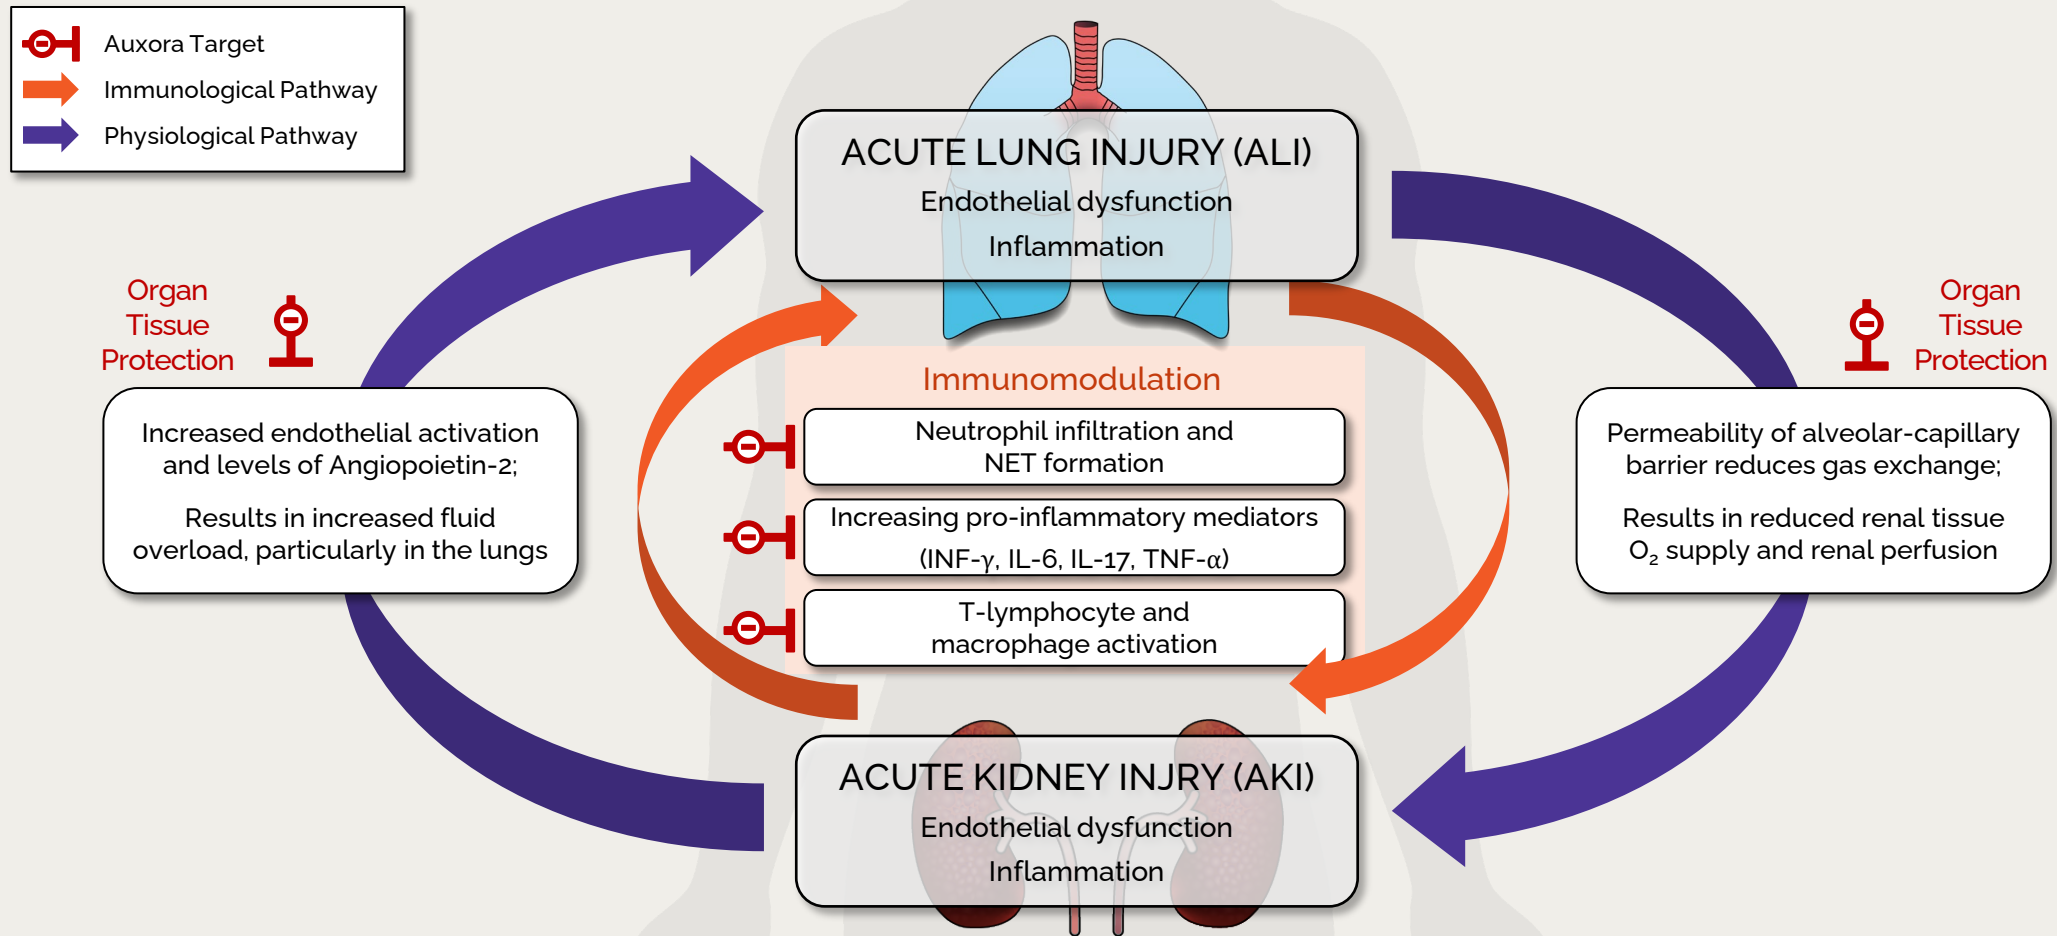 Auxora Target
Immunological Pathway
Physiological Pathway
ACUTE LUNG INJURY (ALI)
Endothelial dysfunction
Inflammation
Organ
Tissue
Protection
Organ
Tissue
Protection
Immunomodulation
Neutrophil infiltration and
NET formation
Increasing pro-inflammatory mediators
(INF-γ, IL-6, IL-17, TNF-α)
T-lymphocyte and
macrophage activation
Increased endothelial activation
and levels of Angiopoietin-2;
Results in increased fluid
overload, particularly in the lungs
Permeability of alveolar-capillary
barrier reduces gas exchange;
Results in reduced renal tissue
O₂ supply and renal perfusion
ACUTE KIDNEY INJRY (AKI)
Endothelial dysfunction
Inflammation